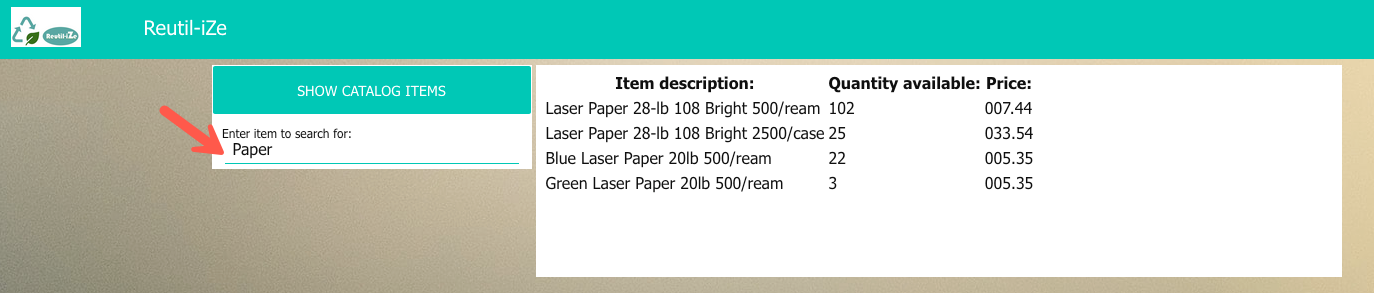 Reutil-iZe
Reutil-iZe
SHOW CATALOG ITEMS
Enter item to search for:
Paper
Item description: Quantity available: Price:
Laser Paper 28-lb 108 Bright 500/ream 102 007.44
Laser Paper 28-lb 108 Bright 2500/case 25 033.54
Blue Laser Paper 20lb 500/ream 22 005.35
Green Laser Paper 20lb 500/ream 3 005.35